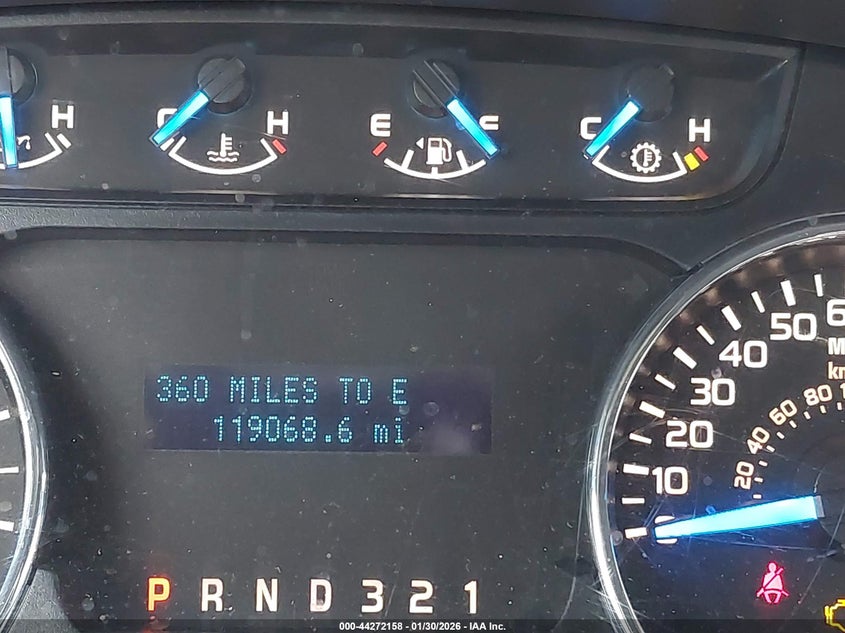 H C H E F C H
360 MILES TO E
119068.6 mi
P R N D 3 2 1
10 20 30 40 50
20 40 60 80
000-44272158 - 01/30/2026 - IAA Inc.